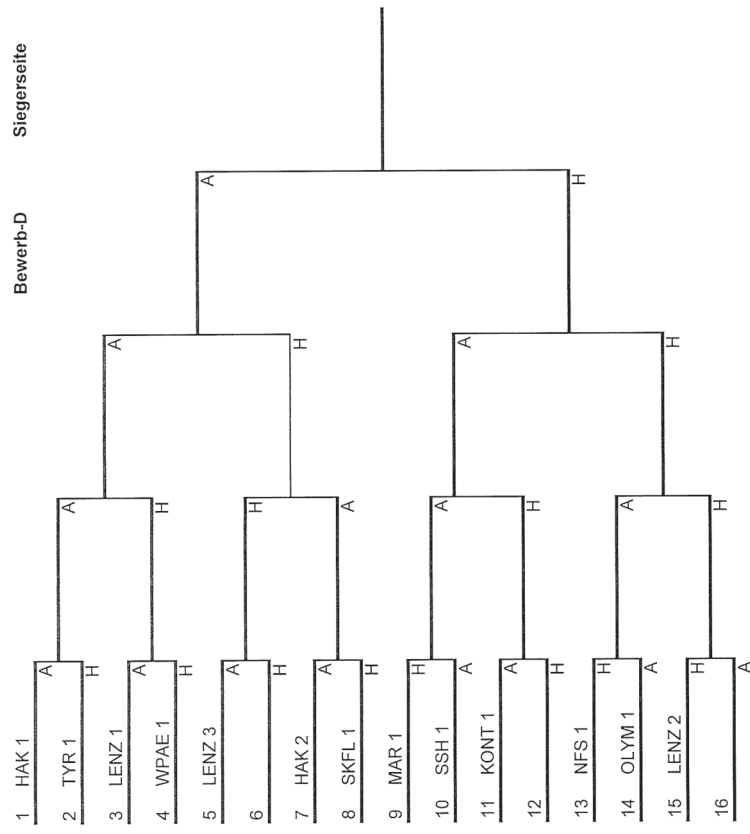 Bewerb-D Siegerseite
1 HAK 1
2 TYR 1
3 LENZ 1
4 WPAE 1
5 LENZ 3
6
7 HAK 2
8 SKFL 1
9 MAR 1
10 SSH 1
11 KONT 1
12
13 NFS 1
14 OLYM 1
15 LENZ 2
16
A
H
A
H
A
H
A
H
H
A
A
H
H
A
H
A
A
H
H
A
A
H
A
H
A
H
A
H
A
H